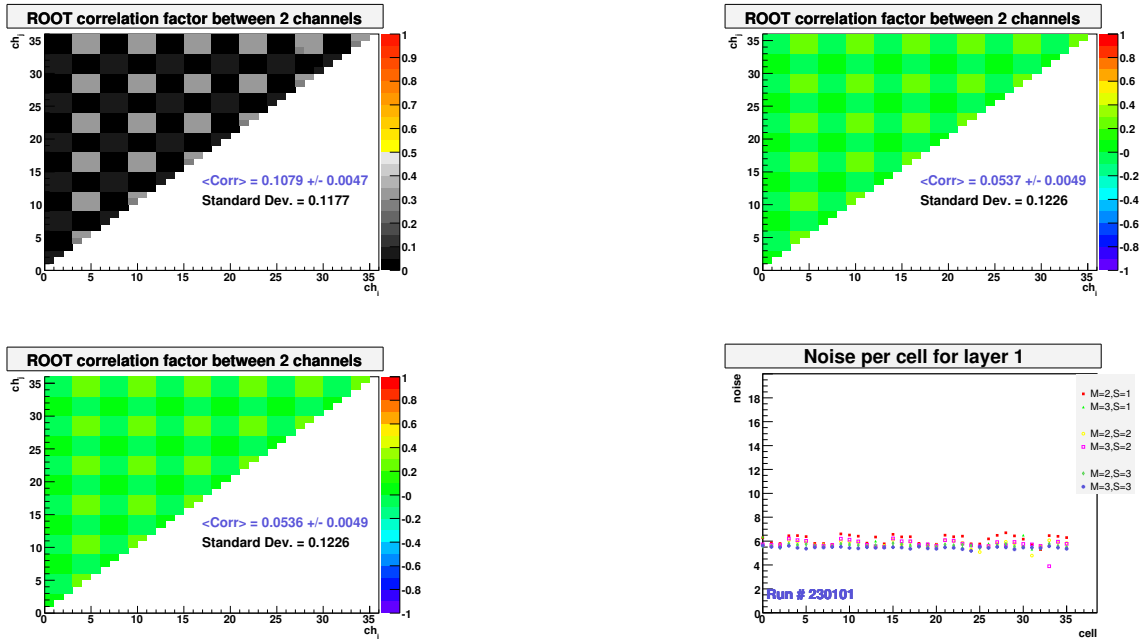 ROOT correlation factor between 2 channels
ch_j
35
30
25
20
15
10
5
0
0 5 10 15 20 25 30 35
ch_i
1
0.9
0.8
0.7
0.6
0.5
0.4
0.3
0.2
0.1
0
<Corr> = 0.1079 +/- 0.0047
Standard Dev. = 0.1177
ROOT correlation factor between 2 channels
ch_j
35
30
25
20
15
10
5
0
0 5 10 15 20 25 30 35
ch_i
1
0.8
0.6
0.4
0.2
-0
-0.2
-0.4
-0.6
-0.8
-1
<Corr> = 0.0537 +/- 0.0049
Standard Dev. = 0.1226
ROOT correlation factor between 2 channels
ch_j
35
30
25
20
15
10
5
0
0 5 10 15 20 25 30 35
ch_i
1
0.8
0.6
0.4
0.2
-0
-0.2
-0.4
-0.6
-0.8
-1
<Corr> = 0.0536 +/- 0.0049
Standard Dev. = 0.1226
Noise per cell for layer 1
noise
18
16
14
12
10
8
6
4
2
0
0 5 10 15 20 25 30 35
cell
M=2,S=1
M=3,S=1
M=2,S=2
M=3,S=2
M=2,S=3
M=3,S=3
Run # 230101